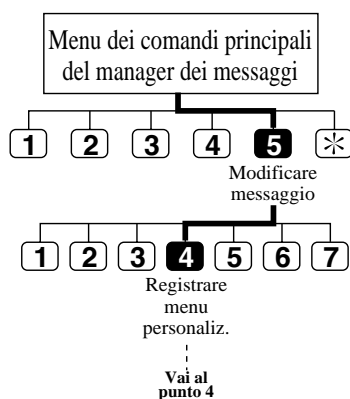 Menu dei comandi principali
del manager dei messaggi
1 2 3 4 5 *
Modificare
messaggio
1 2 3 4 5 6 7
Registrare
menu
personaliz.
Vai al
punto 4